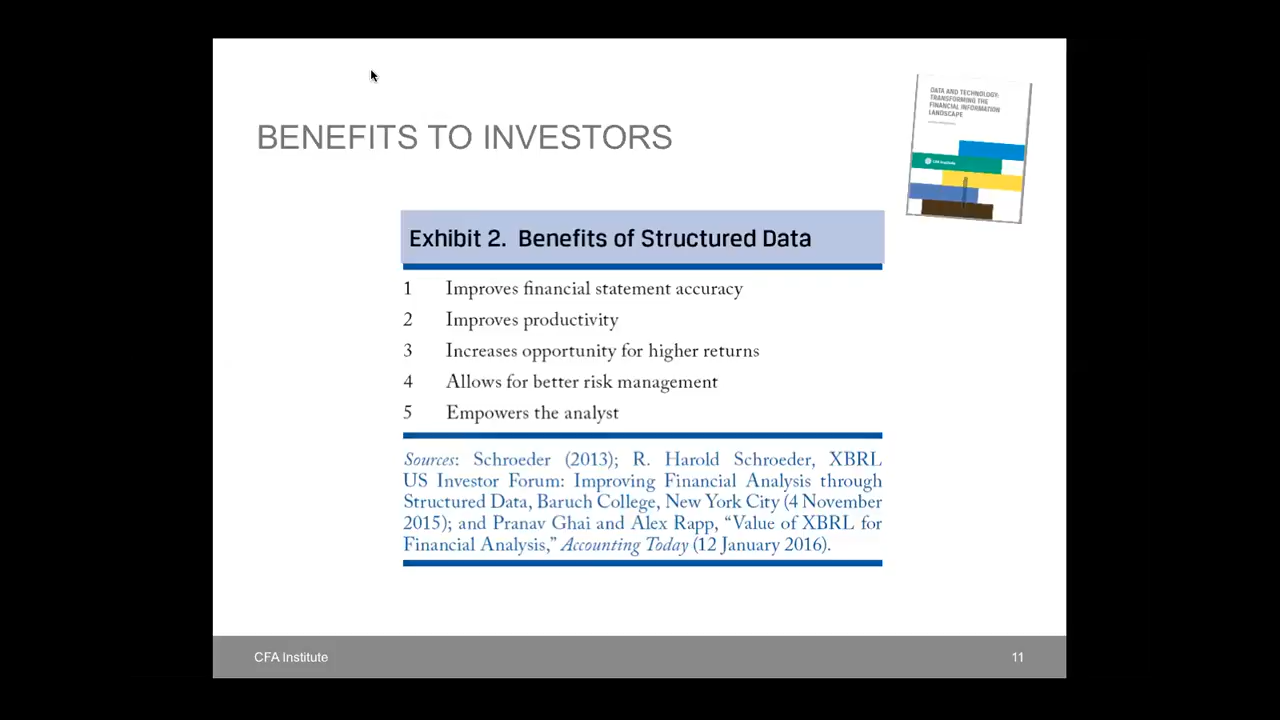 BENEFITS TO INVESTORS
DATA AND TECHNOLOGY:
TRANSFORMING THE
FINANCIAL INFORMATION
LANDSCAPE
CFA Institute
Exhibit 2. Benefits of Structured Data
1 Improves financial statement accuracy
2 Improves productivity
3 Increases opportunity for higher returns
4 Allows for better risk management
5 Empowers the analyst
Sources: Schroeder (2013); R. Harold Schroeder, XBRL
US Investor Forum: Improving Financial Analysis through
Structured Data, Baruch College, New York City (4 November
2015); and Pranav Ghai and Alex Rapp, “Value of XBRL for
Financial Analysis,” Accounting Today (12 January 2016).
CFA Institute
11